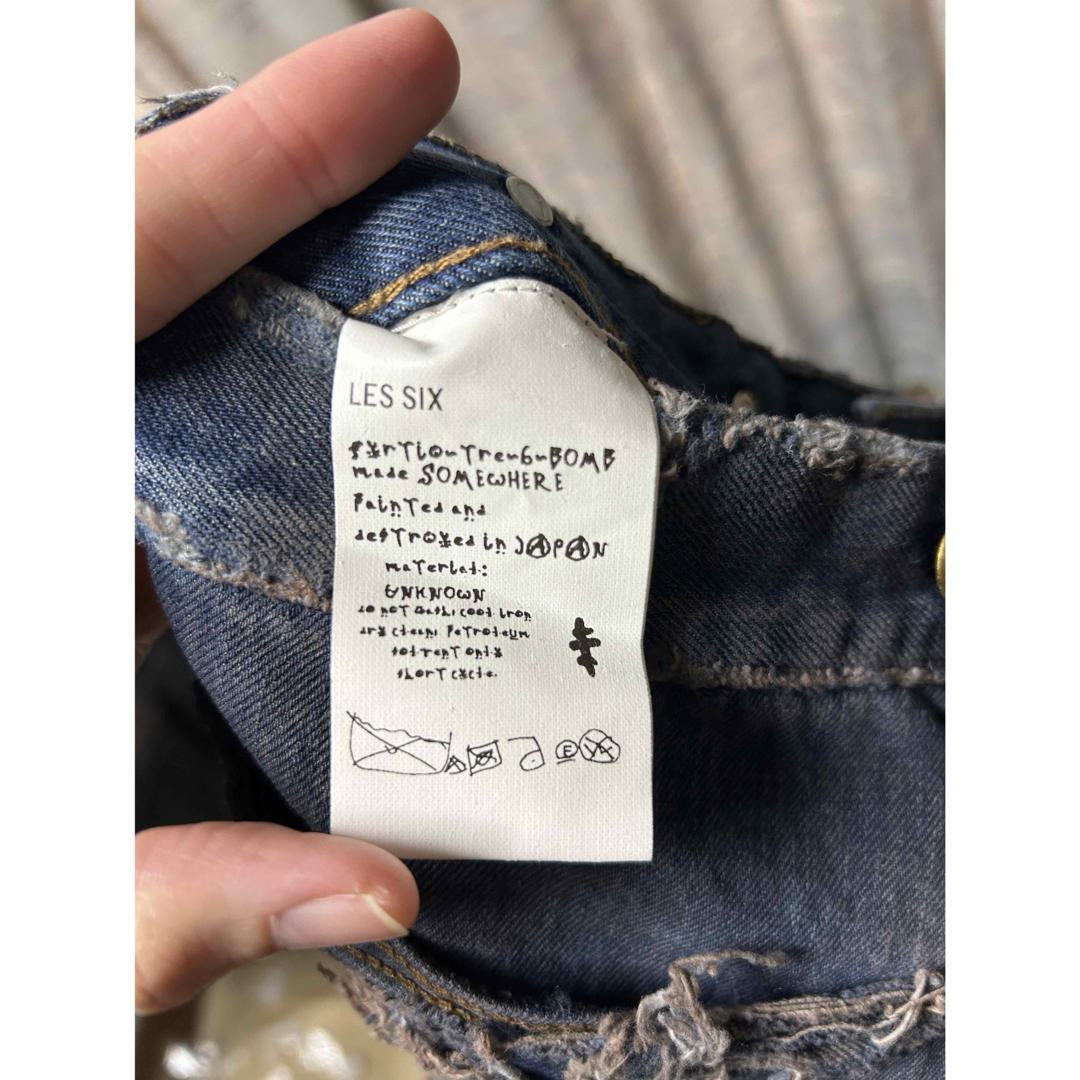 LES SIX
made SOMEWHERE
Painted and
destroyed in JAPAN
material:
UNKNOWN
do not wash. cool iron
dry clean: Petroleum
solvent only
short cycle.
E